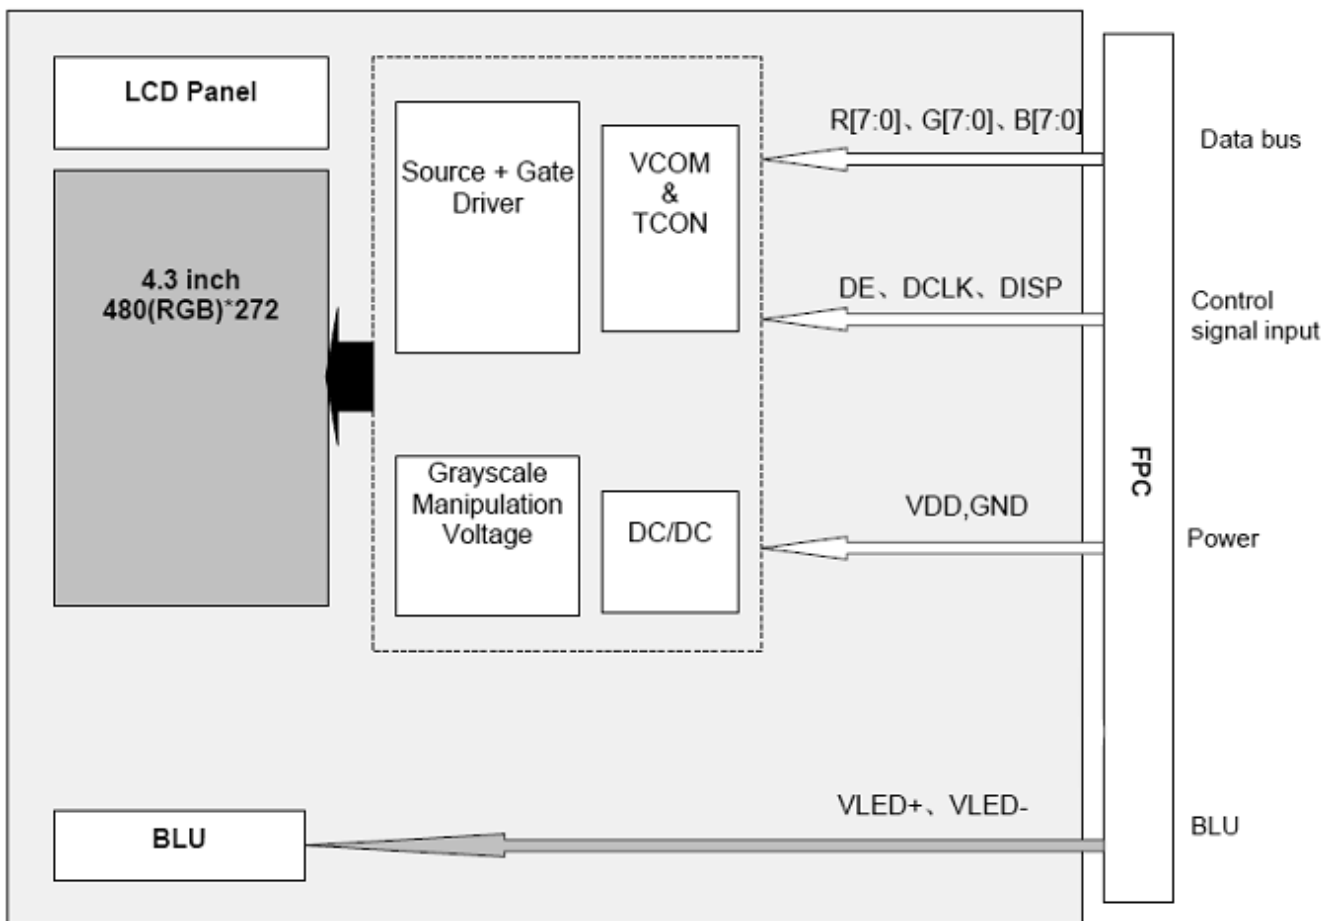 LCD Panel
4.3 inch
480(RGB)*272
Source + Gate
Driver
VCOM
&
TCON
Grayscale
Manipulation
Voltage
DC/DC
R[7:0]、G[7:0]、B[7:0]
Data bus
DE、DCLK、DISP
Control
signal input
VDD,GND
Power
FPC
VLED+、VLED-
BLU
BLU